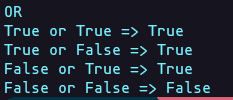 OR
True or True => True
True or False => True
False or True => True
False or False => False